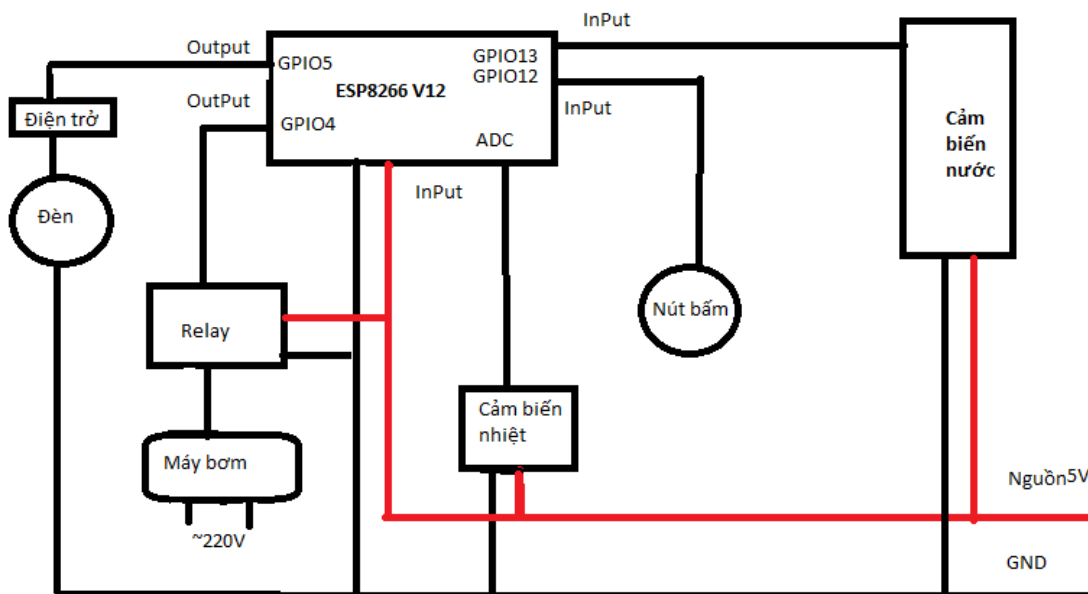 InPut
Output
GPIO5
ESP8266 V12
GPIO13
GPIO12
Điện trở
OutPut
GPIO4
InPut
ADC
Cảm
biến
nước
Đèn
InPut
Relay
Nút bấm
Cảm biến
nhiệt
Máy bơm
~220V
Nguồn5V
GND